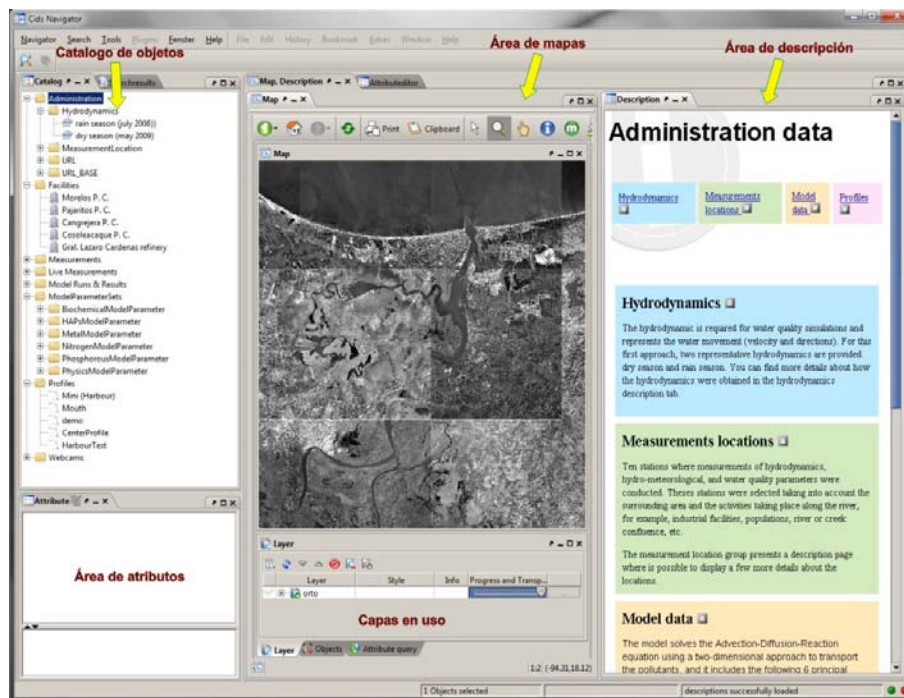 Cids Navigator
Navigator Search Tools Plugins Fenster Help File Edit History Bookmark Extras Window Help
Catalogo de objetos
Área de mapas
Área de descripción
Catalog
Searchresults
Administration
Hydrodynamics
rain season (july 2008))
dry season (may 2009)
MeasurementLocation
URL
URL_BASE
Facilities
Morelos P. C.
Pajaritos P. C.
Cangrejera P. C.
Cosoleacaque P. C.
Gral. Lazaro Cardenas refinery
Measurements
Live Measurements
Model Runs & Results
ModelParameterSets
BiochemicalModelParameter
HAPsModelParameter
MetalModelParameter
NitrogenModelParameter
PhosphorousModelParameter
PhysicsModelParameter
Profiles
Mini (Harbour)
Mouth
demo
CenterProfile
HarbourTest
Webcams
Attribute
Área de atributos
Map, Description
Attributeditor
Map
Print
Clipboard
Map
Layer
Layer Style Info Progress and Transp...
orto
Capas en uso
Layer Objects Attribute query
1:2 (-94.31,18.12)
Description
Administration data
Hydrodynamics
Measurements
locations
Model
data
Profiles
Hydrodynamics
The hydrodynamic is required for water quality simulations and
represents the water movement (velocity and directions). For this
first approach, two representative hydrodynamics are provided:
dry season and rain season. You can find more details about how
the hydrodynamics were obtained in the hydrodynamics
description tab.
Measurements locations
Ten stations where measurements of hydrodynamics,
hydro-meteorological, and water quality parameters were
conducted. Theses stations were selected taking into account the
surrounding area and the activities taking place along the river,
for example, industrial facilities, populations, river or creek
confluence, etc.
The measurement location group presents a description page
where is possible to display a few more details about the
locations.
Model data
The model solves the Advection-Diffusion-Reaction
equation using a two-dimensional approach to transport
the pollutants, and it includes the following 6 principal
1 Objects selected
descriptions successfully loaded